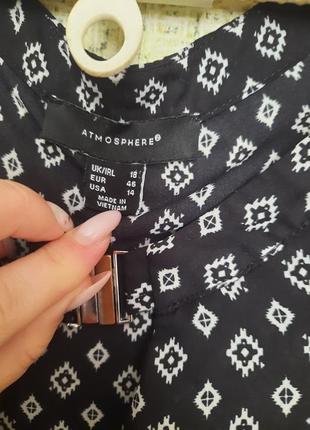 ATMOSPHERE
UK/IRL 18
EUR 46
USA 14
MADE IN
VIETNAM